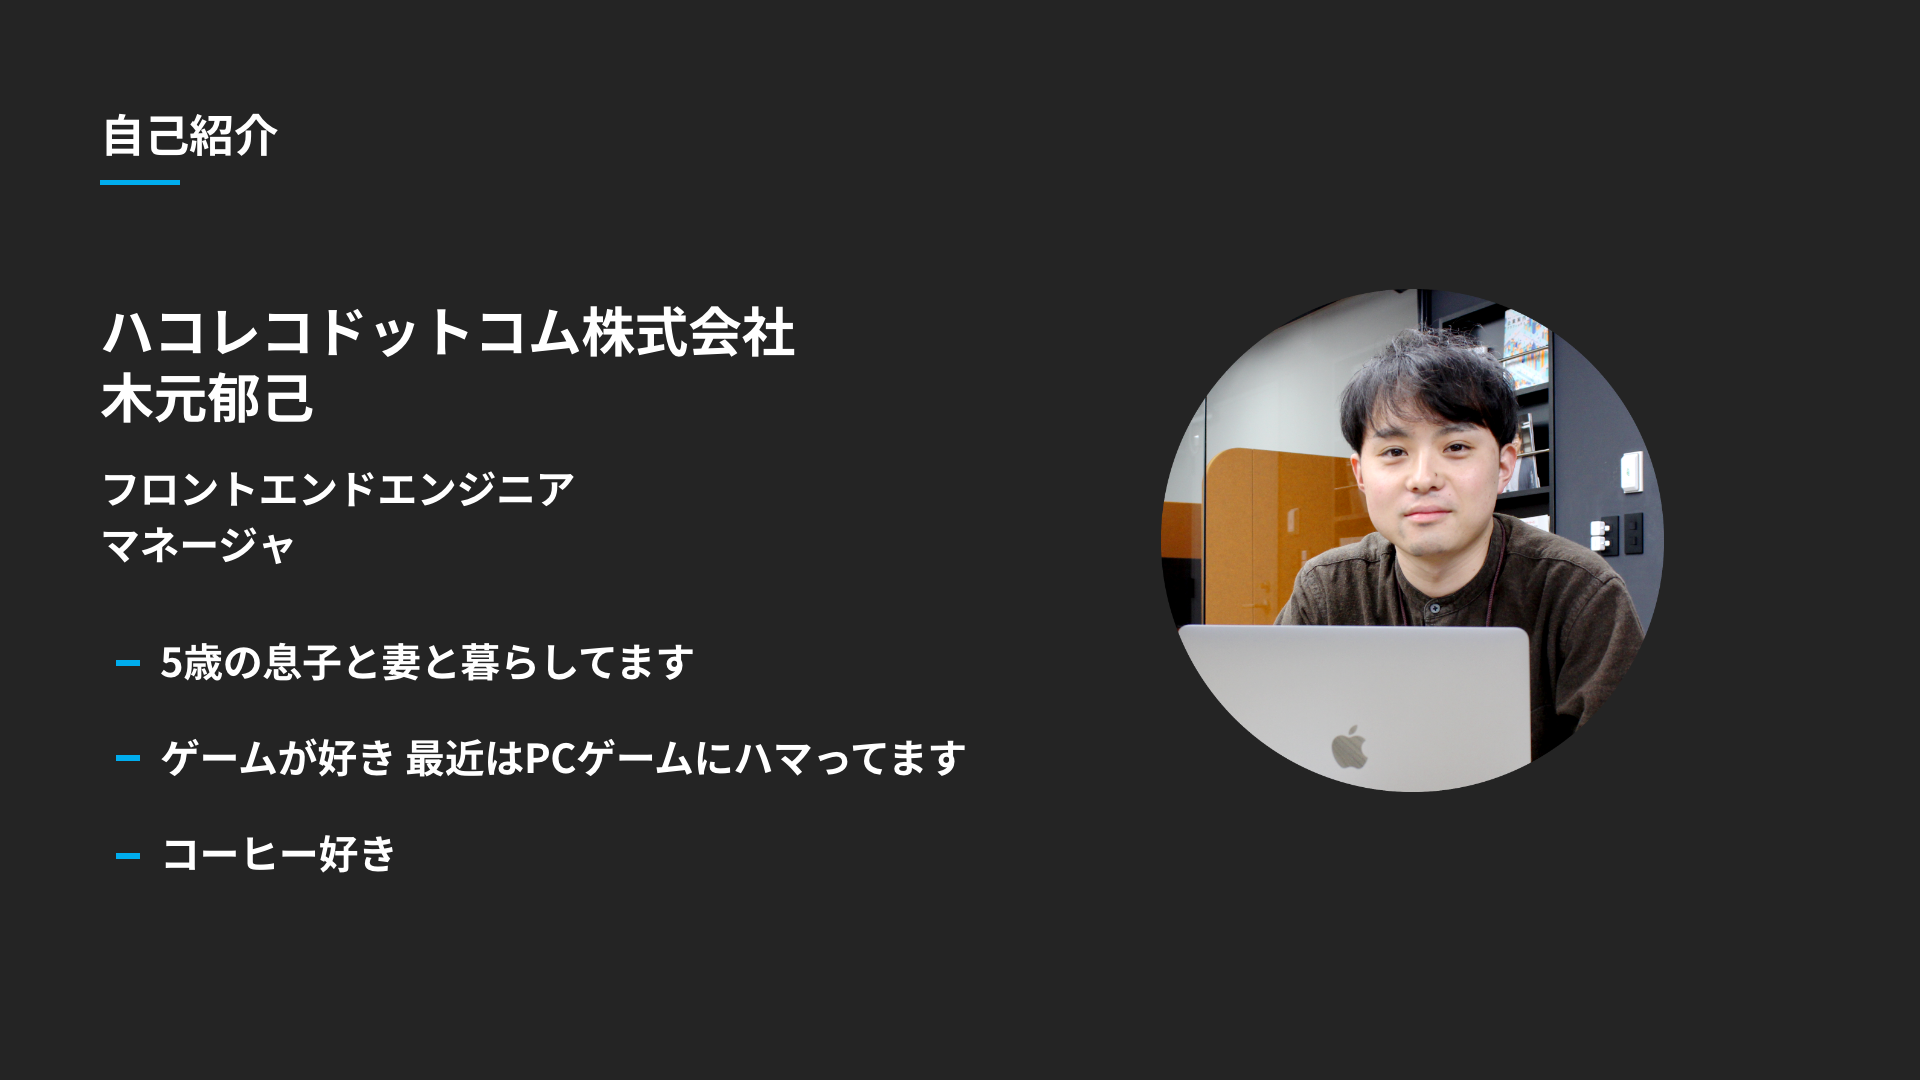 自己紹介
ハコレコドットコム株式会社
木元郁己
フロントエンドエンジニア
マネージャ
5歳の息子と妻と暮らしてます
ゲームが好き 最近はPCゲームにハマってます
コーヒー好き